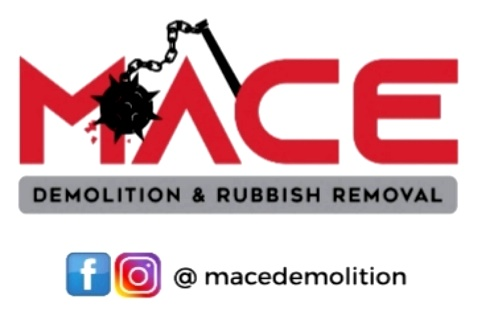 MACE
DEMOLITION & RUBBISH REMOVAL
@ macedemolition